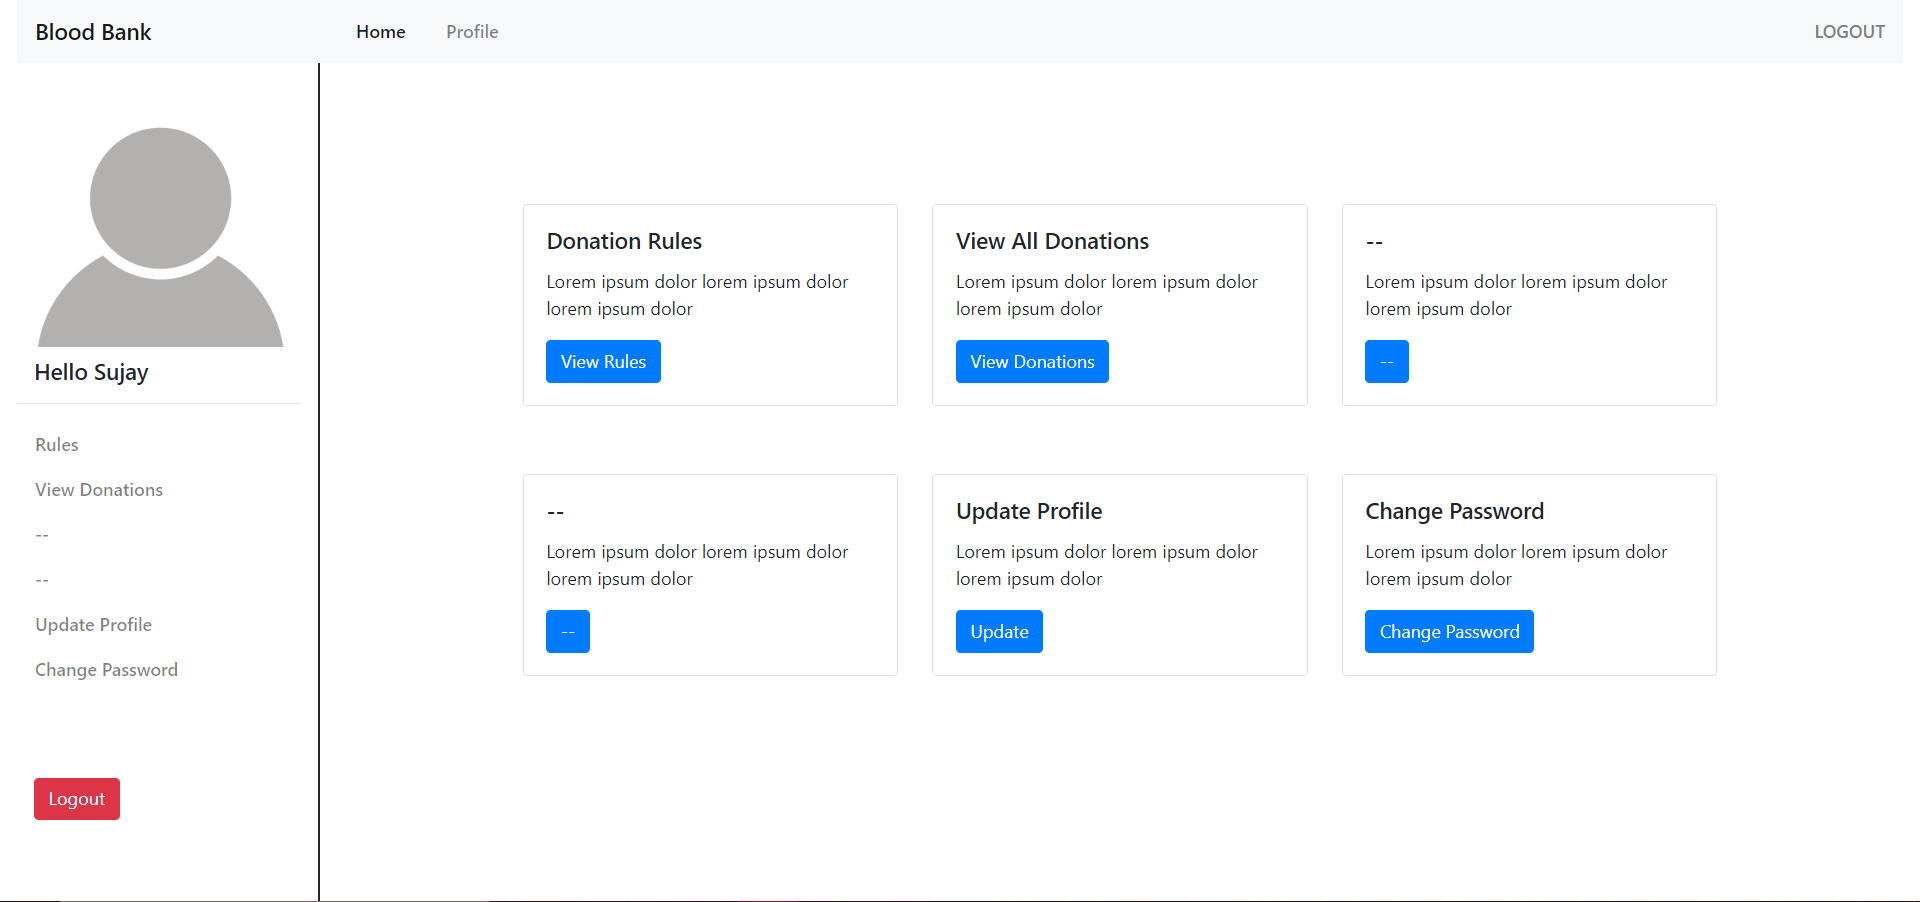 Blood Bank
Home
Profile
LOGOUT
Hello Sujay
Rules
View Donations
--
--
Update Profile
Change Password
Logout
Donation Rules
Lorem ipsum dolor lorem ipsum dolor
lorem ipsum dolor
View Rules
View All Donations
Lorem ipsum dolor lorem ipsum dolor
lorem ipsum dolor
View Donations
--
Lorem ipsum dolor lorem ipsum dolor
lorem ipsum dolor
--
--
Lorem ipsum dolor lorem ipsum dolor
lorem ipsum dolor
--
Update Profile
Lorem ipsum dolor lorem ipsum dolor
lorem ipsum dolor
Update
Change Password
Lorem ipsum dolor lorem ipsum dolor
lorem ipsum dolor
Change Password